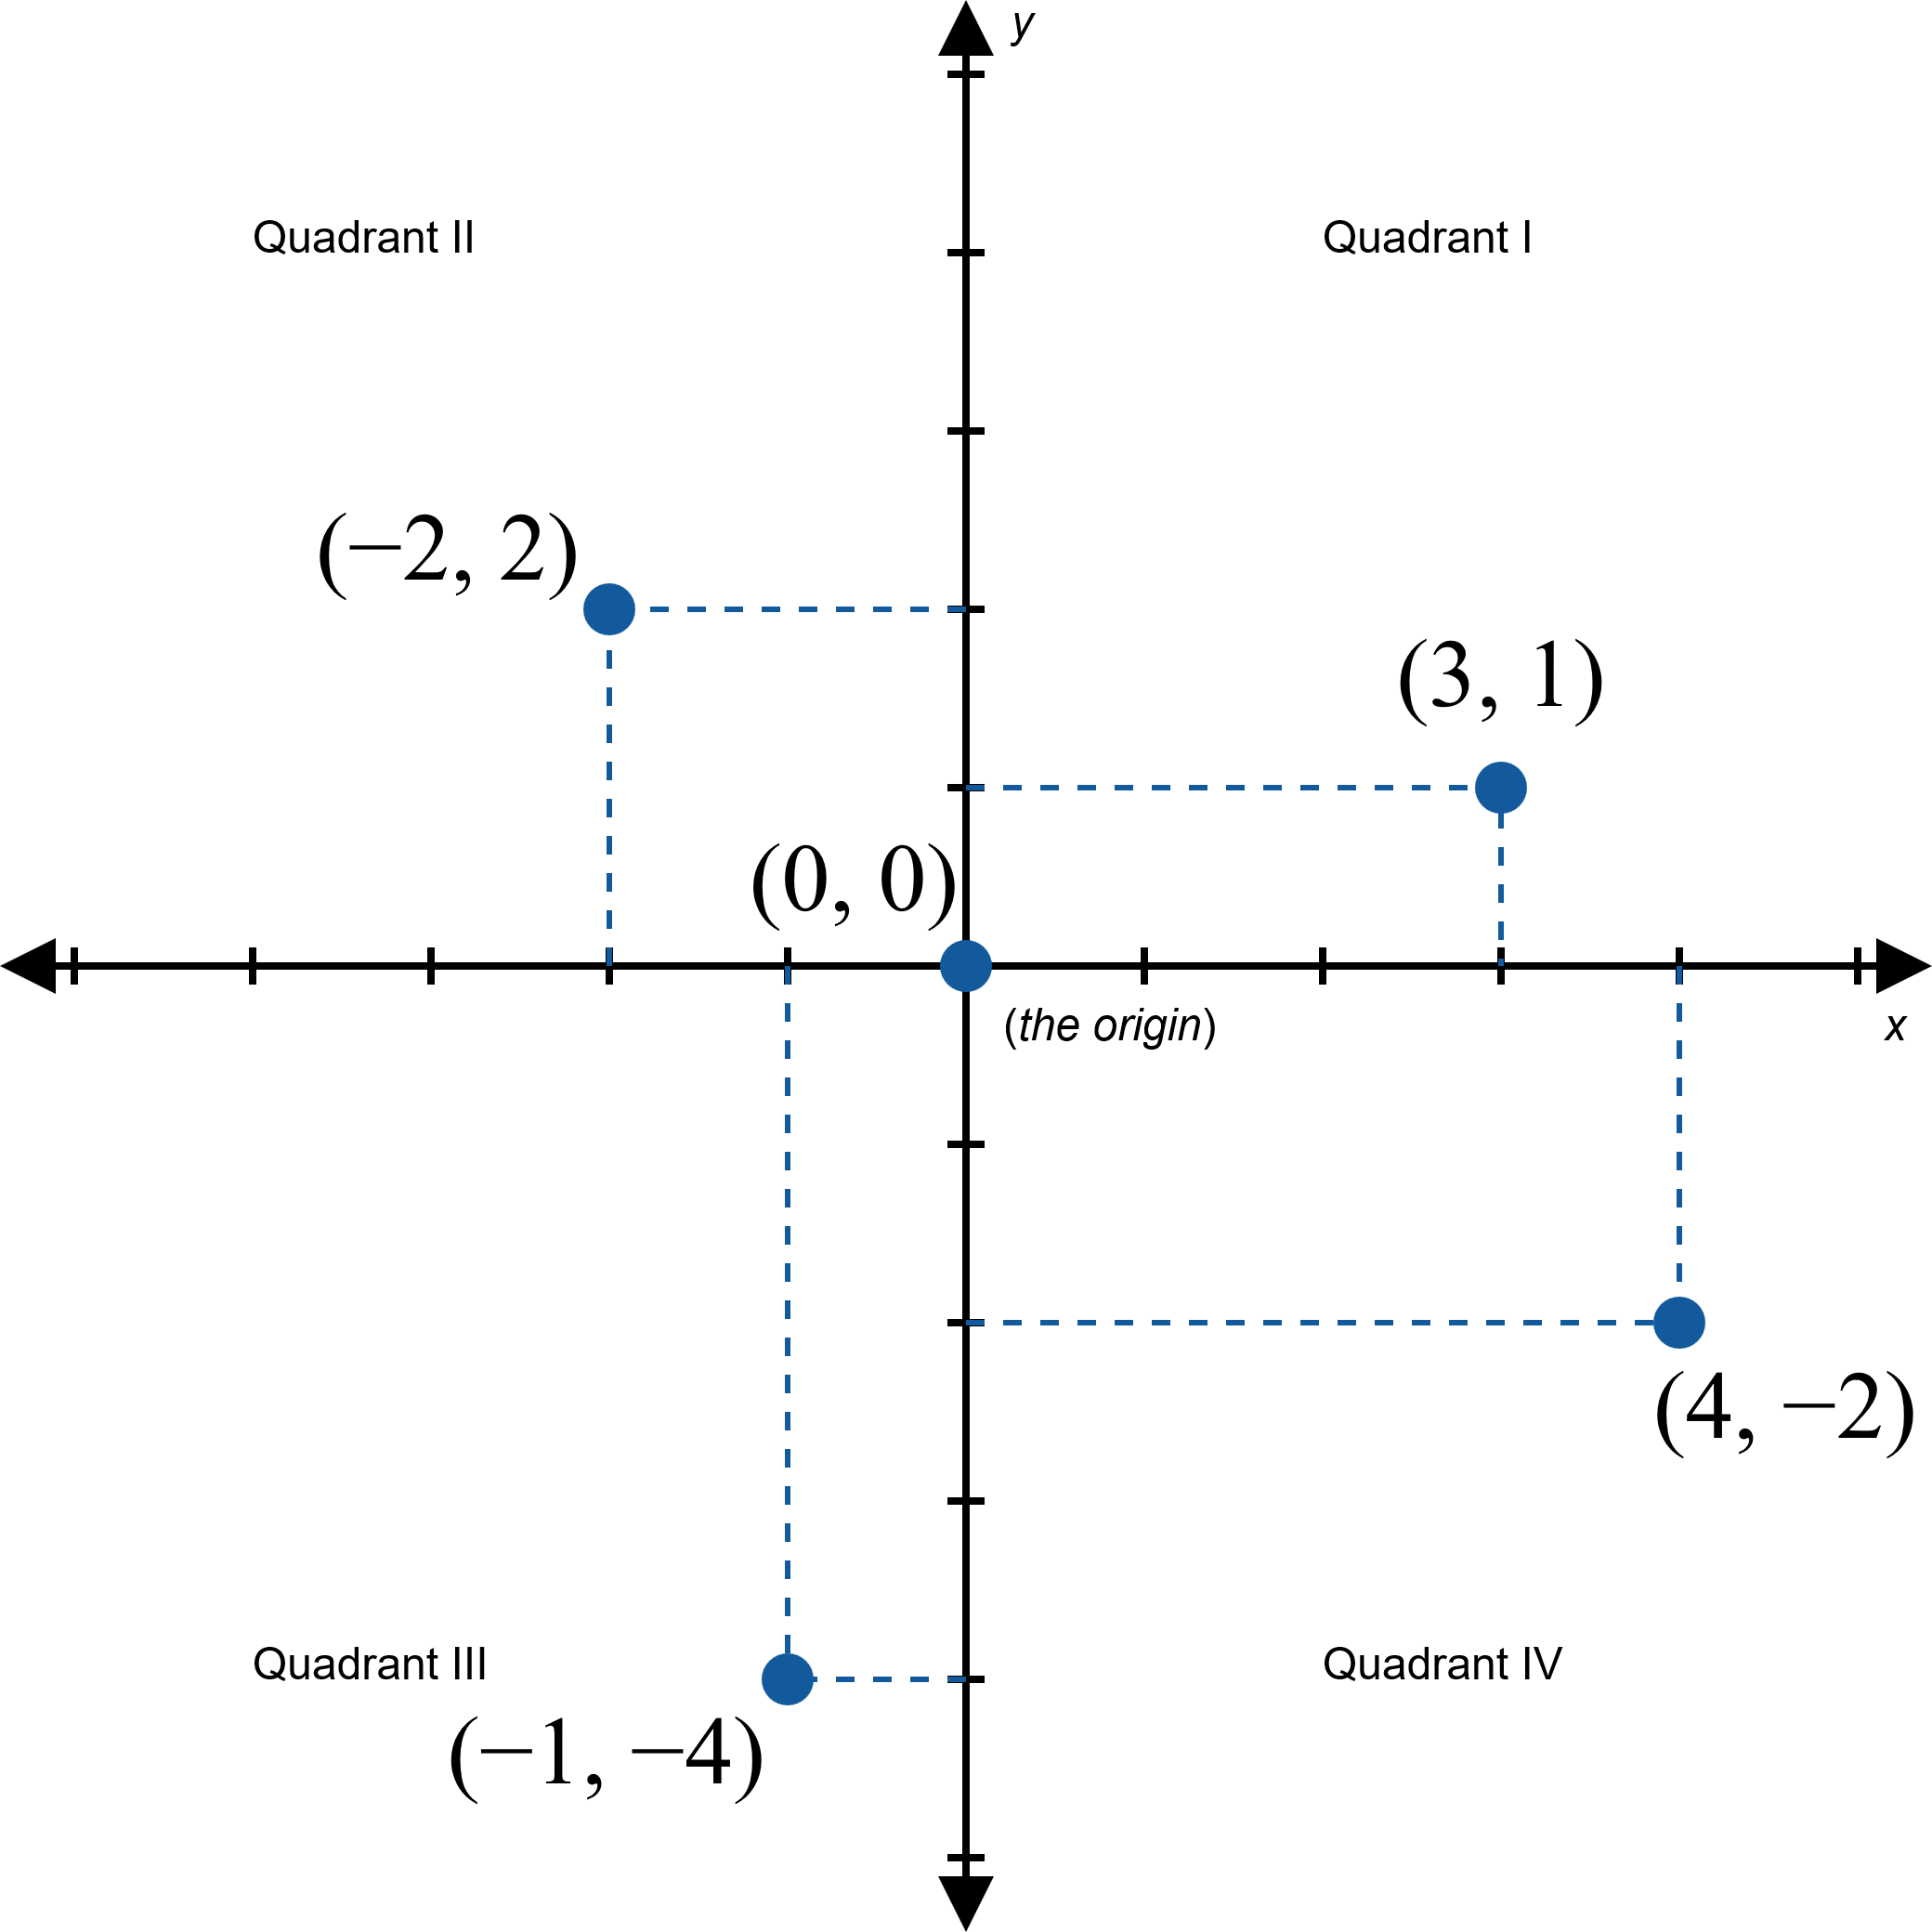 y
Quadrant II
Quadrant I
(−2, 2)
(3, 1)
(0, 0)
(the origin)
x
(4, −2)
Quadrant III
Quadrant IV
(−1, −4)